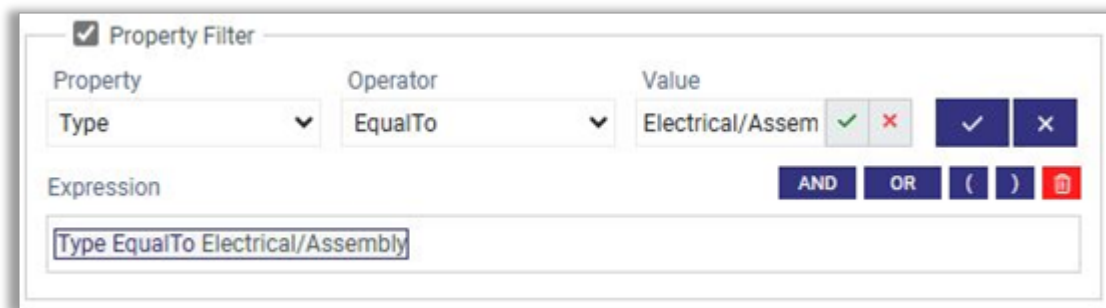 Property Filter
Property Operator Value
Type EqualTo Electrical/Assem
Expression AND OR ( )
Type EqualTo Electrical/Assembly